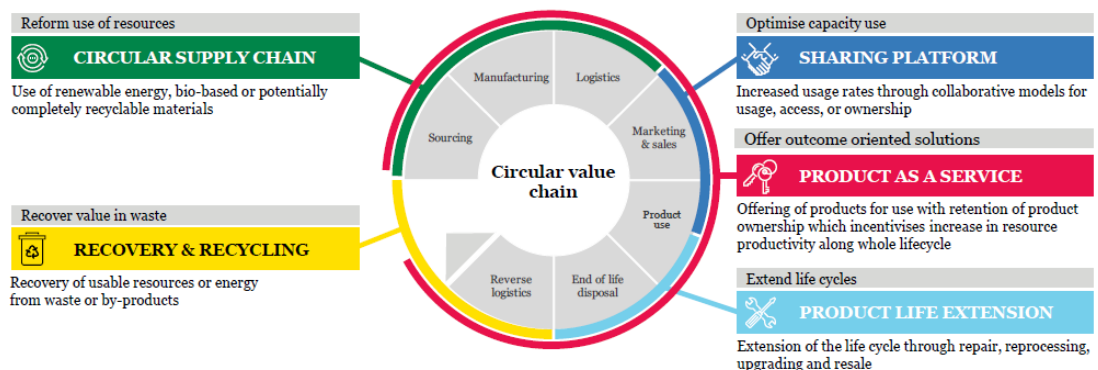 Reform use of resources
CIRCULAR SUPPLY CHAIN
Use of renewable energy, bio-based or potentially
completely recyclable materials
Recover value in waste
RECOVERY & RECYCLING
Recovery of usable resources or energy
from waste or by-products
Manufacturing
Logistics
Sourcing
Marketing
& sales
Circular value
chain
Product
use
Reverse
logistics
End of life
disposal
Optimise capacity use
SHARING PLATFORM
Increased usage rates through collaborative models for
usage, access, or ownership
Offer outcome oriented solutions
PRODUCT AS A SERVICE
Offering of products for use with retention of product
ownership which incentivises increase in resource
productivity along whole lifecycle
Extend life cycles
PRODUCT LIFE EXTENSION
Extension of the life cycle through repair, reprocessing,
upgrading and resale